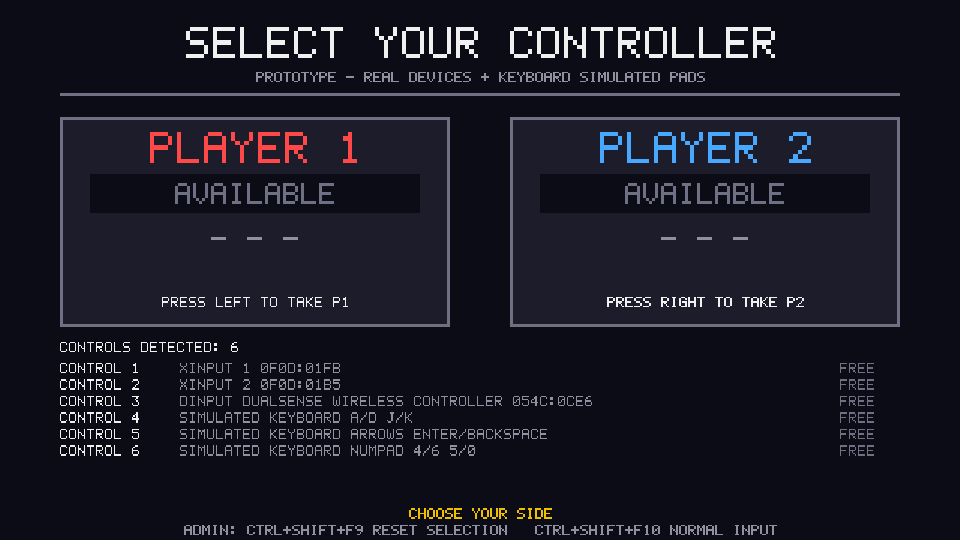 SELECT YOUR CONTROLLER
PROTOTYPE - REAL DEVICES + KEYBOARD SIMULATED PADS
PLAYER 1
AVAILABLE
- - -
PRESS LEFT TO TAKE P1
PLAYER 2
AVAILABLE
- - -
PRESS RIGHT TO TAKE P2
CONTROLS DETECTED: 6
CONTROL 1 XINPUT 1 0F0D:01FB FREE
CONTROL 2 XINPUT 2 0F0D:01B5 FREE
CONTROL 3 DINPUT DUALSENSE WIRELESS CONTROLLER 054C:0CE6 FREE
CONTROL 4 SIMULATED KEYBOARD A/D J/K FREE
CONTROL 5 SIMULATED KEYBOARD ARROWS ENTER/BACKSPACE FREE
CONTROL 6 SIMULATED KEYBOARD NUMPAD 4/6 5/0 FREE
CHOOSE YOUR SIDE
ADMIN: CTRL+SHIFT+F9 RESET SELECTION CTRL+SHIFT+F10 NORMAL INPUT